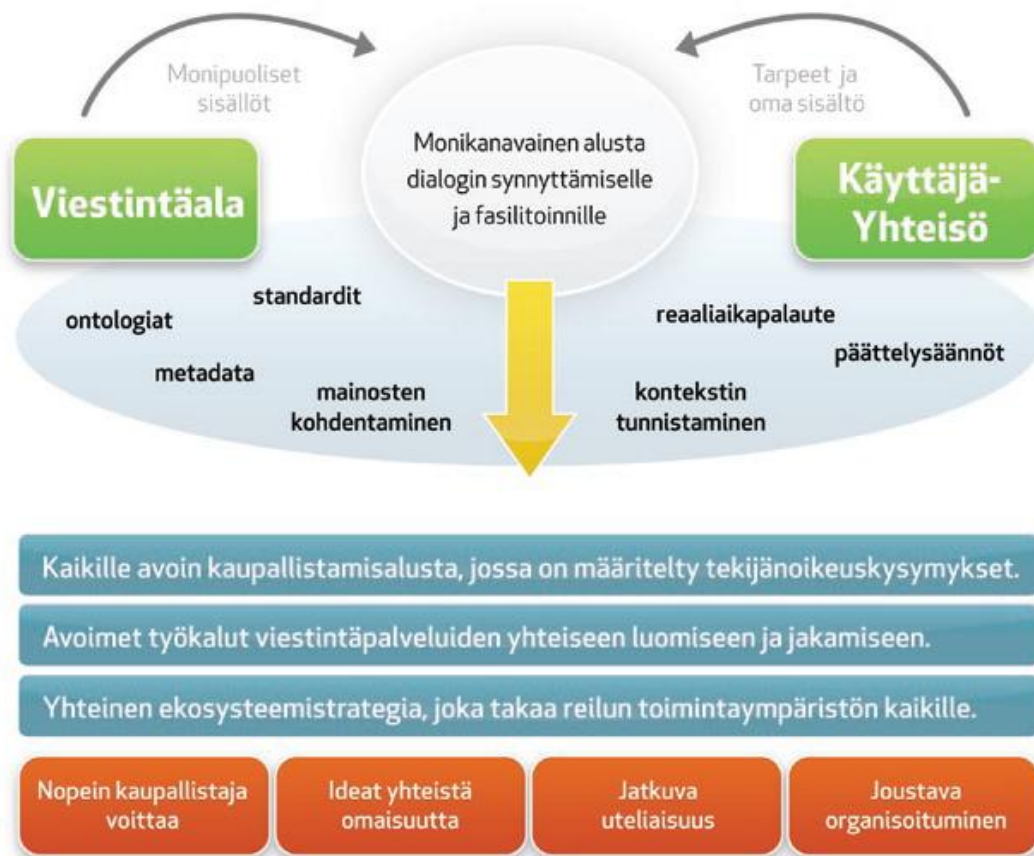 Monipuoliset
sisällöt
Tarpeet ja
oma sisältö
Viestintäala
Monikanavainen alusta
dialogin synnyttämiselle
ja fasilitoinnille
Käyttäjä-
Yhteisö
ontologiat
standardit
metadata
mainosten
kohdentaminen
reaaliaikapalaute
päättelysäännöt
kontekstin
tunnistaminen
Kaikille avoin kaupallistamisalusta, jossa on määritelty tekijänoikeuskysymykset.
Avoimet työkalut viestintäpalveluiden yhteiseen luomiseen ja jakamiseen.
Yhteinen ekosysteemistrategia, joka takaa reilun toimintaympäristön kaikille.
Nopein kaupallistaja
voittaa
Ideat yhteistä
omaisuutta
Jatkuva
uteliaisuus
Joustava
organisoituminen